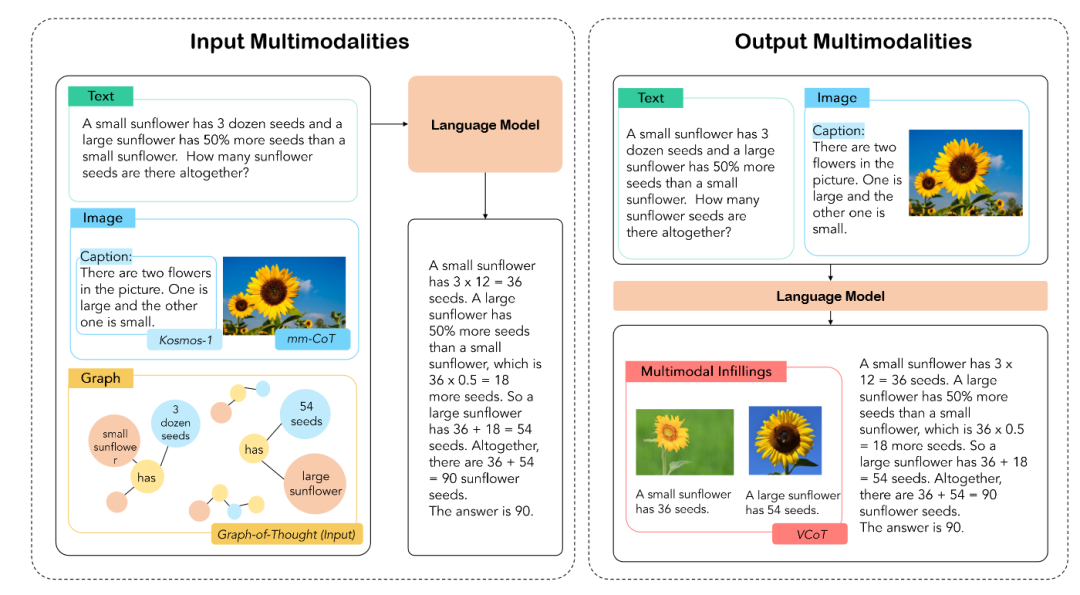 Input Multimodalities
Text
A small sunflower has 3 dozen seeds and a
large sunflower has 50% more seeds than a
small sunflower. How many sunflower
seeds are there altogether?
Image
Caption:
There are two flowers
in the picture. One is
large and the other
one is small.
Kosmos-1
mm-CoT
Graph
small
sunflowe
r
3
dozen
seeds
has
54
seeds
has
large
sunflower
Graph-of-Thought (Input)
Language Model
A small sunflower
has 3 x 12 = 36
seeds. A large
sunflower has
50% more seeds
than a small
sunflower, which is
36 x 0.5 = 18
more seeds. So a
large sunflower
has 36 + 18 = 54
seeds. Altogether,
there are 36 + 54
= 90 sunflower
seeds.
The answer is 90.
Output Multimodalities
Text
A small sunflower has 3
dozen seeds and a large
sunflower has 50% more
seeds than a small
sunflower. How many
sunflower seeds are
there altogether?
Image
Caption:
There are two
flowers in the
picture. One is
large and the
other one is
small.
Language Model
Multimodal Infillings
A small sunflower
has 36 seeds.
A large sunflower
has 54 seeds.
VCoT
A small sunflower has 3 x
12 = 36 seeds. A large
sunflower has 50% more
seeds than a small
sunflower, which is 36 x 0.5
= 18 more seeds. So a
large sunflower has 36 + 18
= 54 seeds. Altogether,
there are 36 + 54 = 90
sunflower seeds.
The answer is 90.